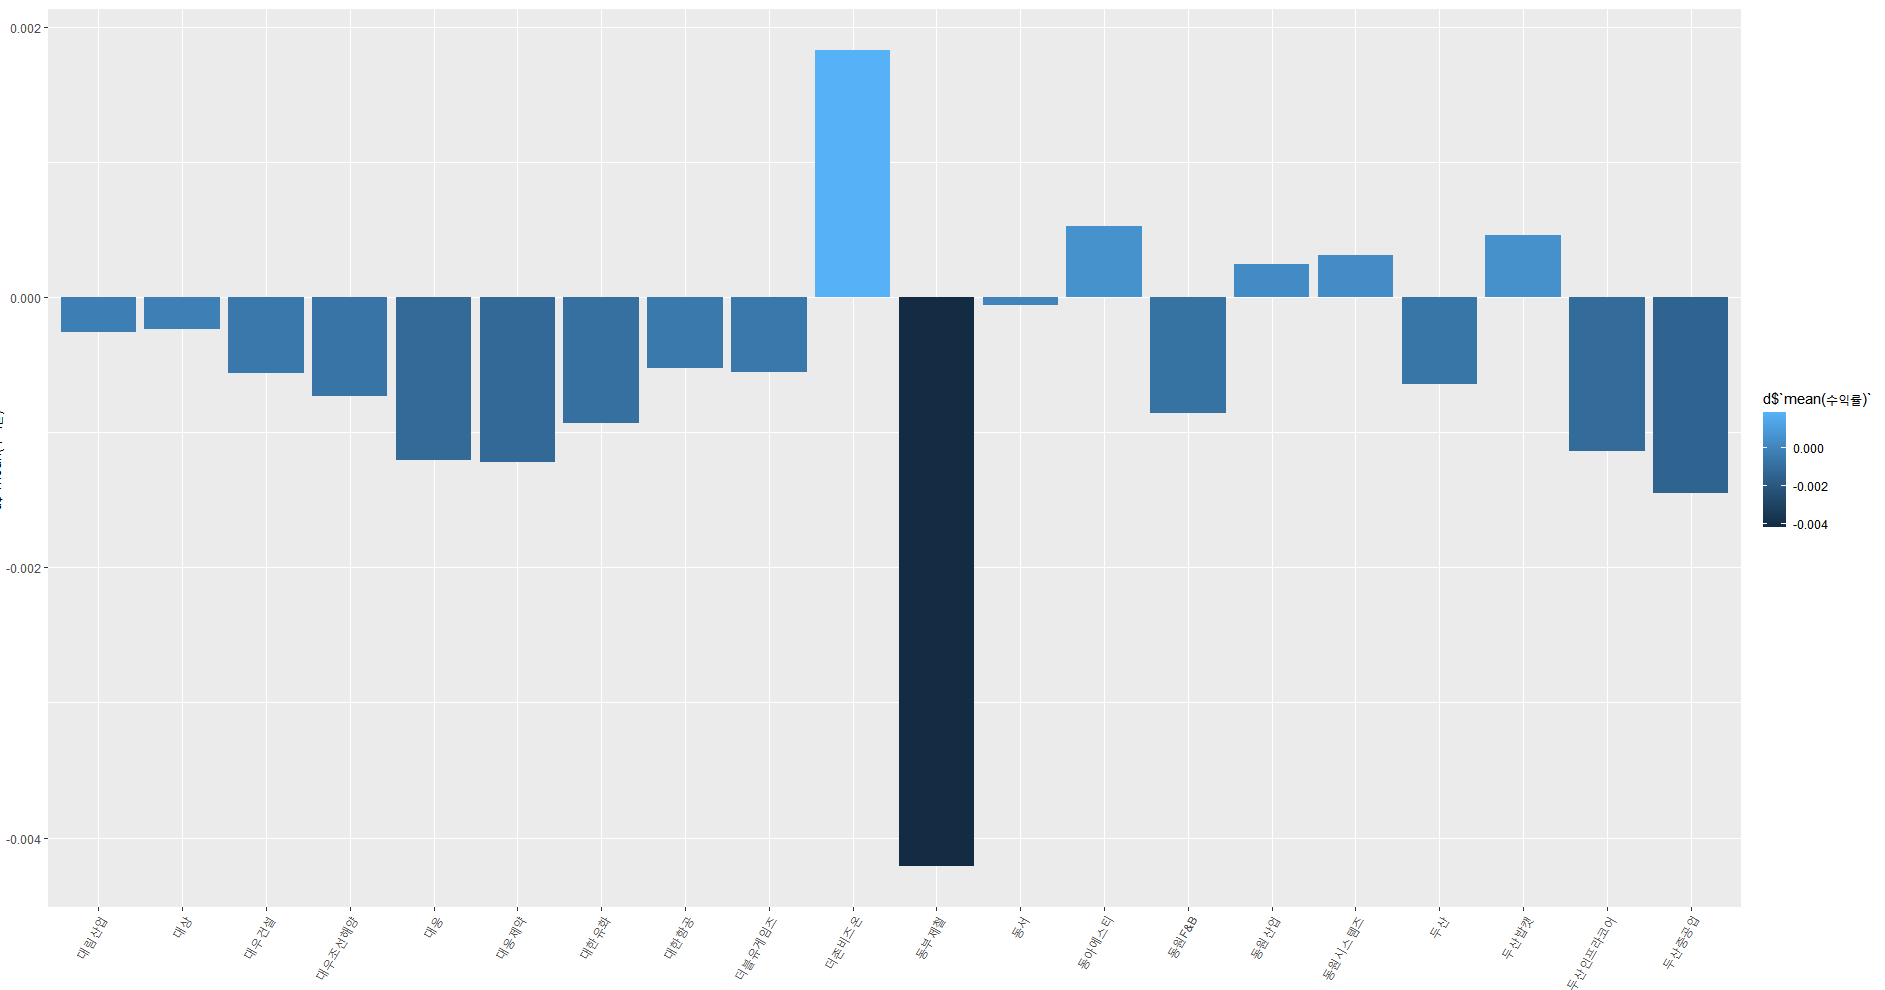 0.002
0.000
-0.002
-0.004
대림산업
대상
대우건설
대우조선해양
대웅
대웅제약
대한유화
대한항공
더블유게임즈
더존비즈온
동부제철
동서
동아에스티
동원F&B
동원산업
동원시스템즈
두산
두산밥캣
두산인프라코어
두산중공업
d$`mean(수익률)`
0.000
-0.002
-0.004